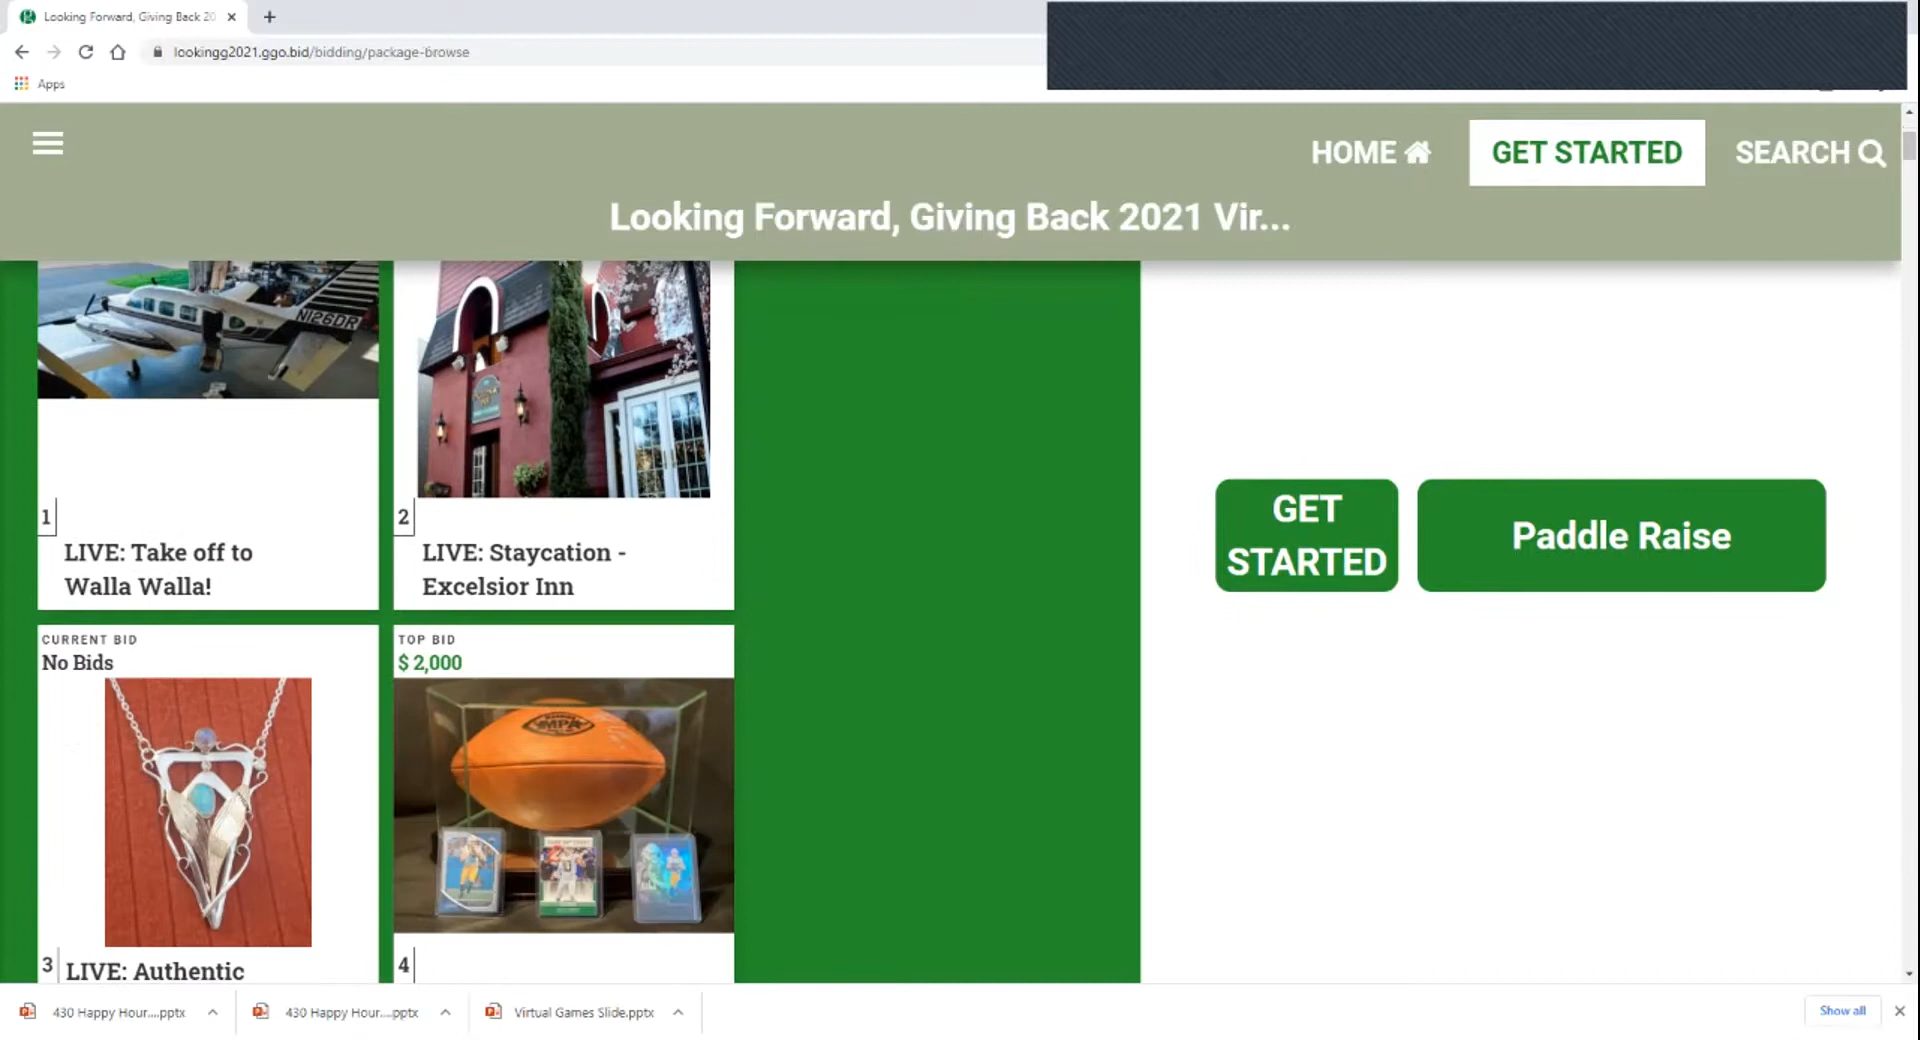 Looking Forward, Giving Back 20
lookingg2021.ggo.bid/bidding/package-browse
Apps
HOME
GET STARTED
SEARCH
Looking Forward, Giving Back 2021 Vir...
N126DR
1
LIVE: Take off to
Walla Walla!
2
LIVE: Staycation -
Excelsior Inn
GET
STARTED
Paddle Raise
CURRENT BID
No Bids
TOP BID
$ 2,000
MPA
3
LIVE: Authentic
4
430 Happy Hour....pptx
430 Happy Hour....pptx
Virtual Games Slide.pptx
Show all